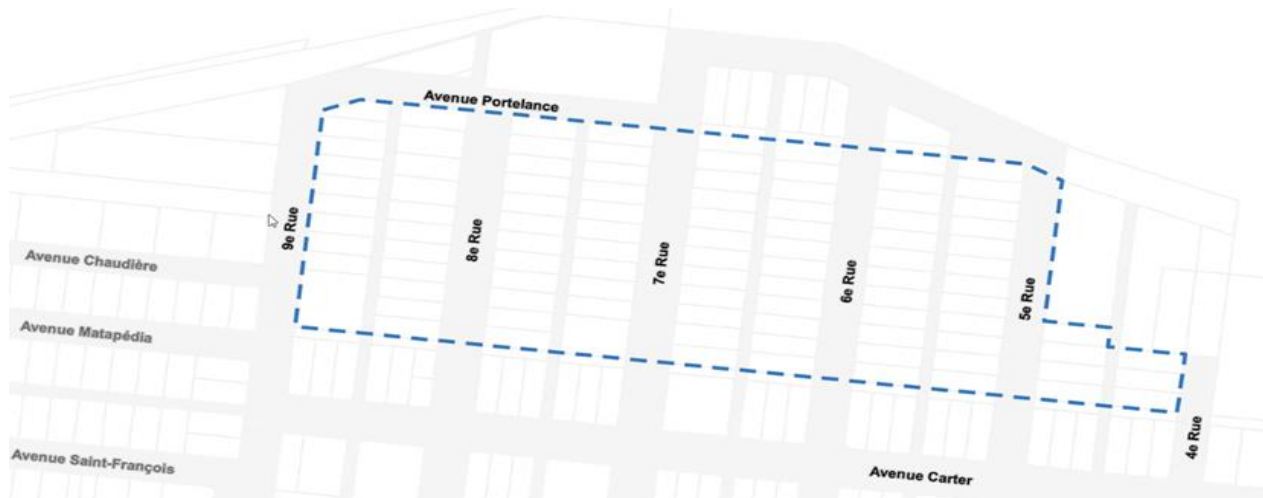 Avenue Portelance
9e Rue
8e Rue
7e Rue
6e Rue
5e Rue
4e Rue
Avenue Chaudière
Avenue Matapédia
Avenue Saint-François
Avenue Carter